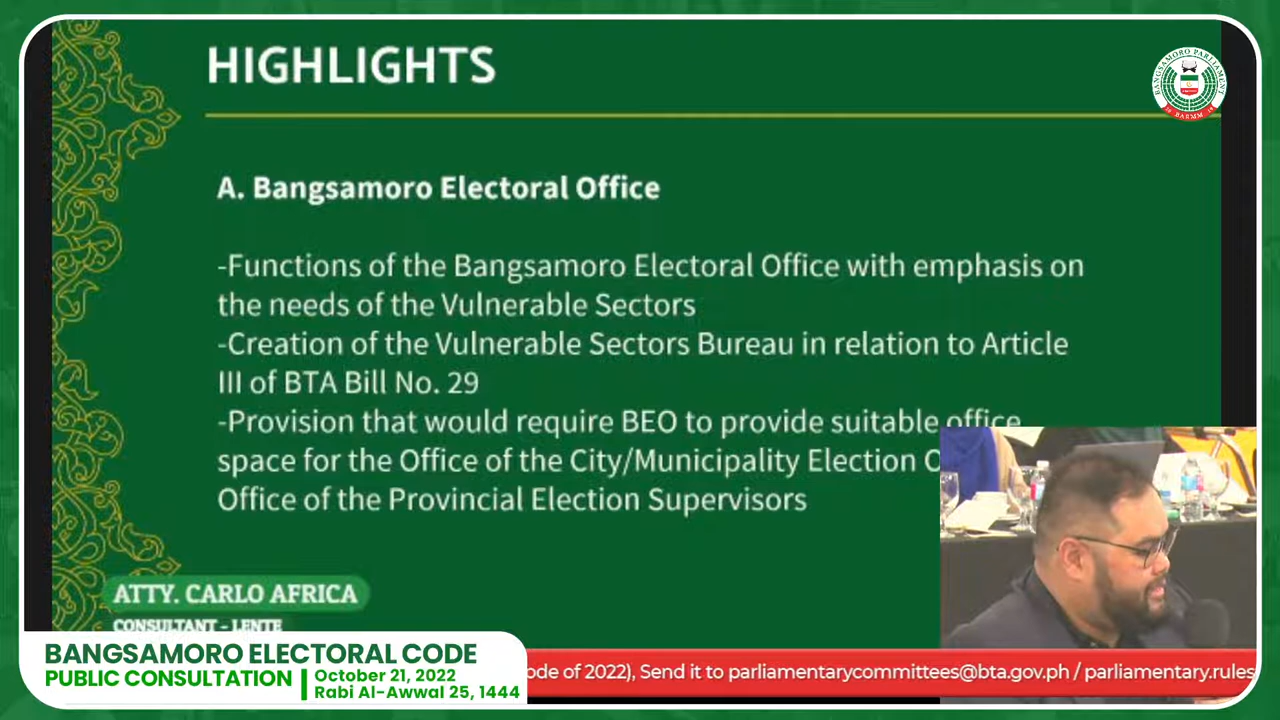 HIGHLIGHTS
BANGSAMORO PARLIAMENT
BARMM
A. Bangsamoro Electoral Office
-Functions of the Bangsamoro Electoral Office with emphasis on
the needs of the Vulnerable Sectors
-Creation of the Vulnerable Sectors Bureau in relation to Article
III of BTA Bill No. 29
-Provision that would require BEO to provide suitable office
space for the Office of the City/Municipality Election
Office of the Provincial Election Supervisors
ATTY. CARLO AFRICA
CONSULTANT - LENTE
BANGSAMORO ELECTORAL CODE
PUBLIC CONSULTATION
October 21, 2022
Rabi Al-Awwal 25, 1444
ode of 2022), Send it to parliamentarycommittees@bta.gov.ph / parliamentary.rules